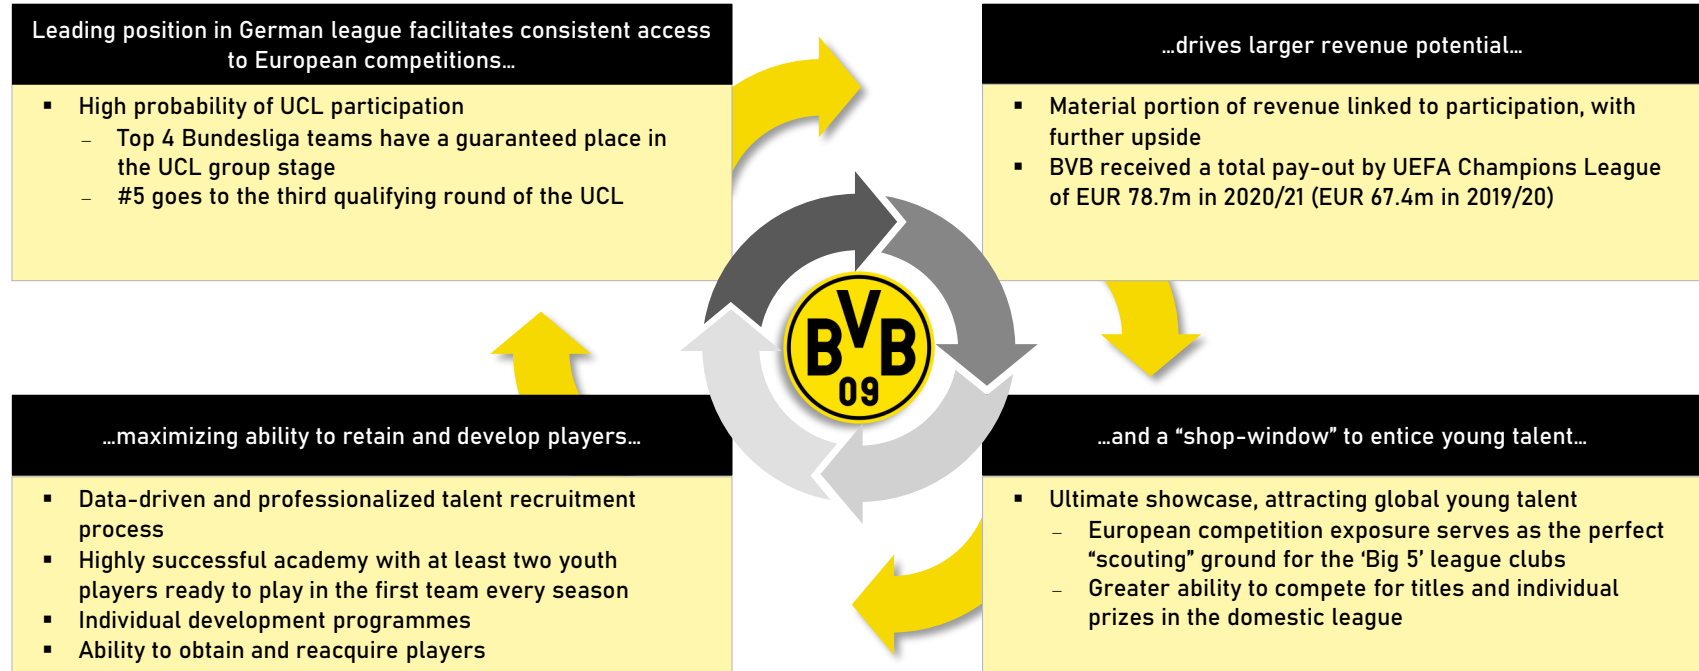 Leading position in German league facilitates consistent access
to European competitions…
▪ High probability of UCL participation
– Top 4 Bundesliga teams have a guaranteed place in
the UCL group stage
– #5 goes to the third qualifying round of the UCL
…drives larger revenue potential…
▪ Material portion of revenue linked to participation, with
further upside
▪ BVB received a total pay-out by UEFA Champions League
of EUR 78.7m in 2020/21 (EUR 67.4m in 2019/20)
BVB
09
…maximizing ability to retain and develop players…
▪ Data-driven and professionalized talent recruitment
process
▪ Highly successful academy with at least two youth
players ready to play in the first team every season
▪ Individual development programmes
▪ Ability to obtain and reacquire players
…and a “shop-window” to entice young talent…
▪ Ultimate showcase, attracting global young talent
– European competition exposure serves as the perfect
“scouting” ground for the ‘Big 5’ league clubs
– Greater ability to compete for titles and individual
prizes in the domestic league